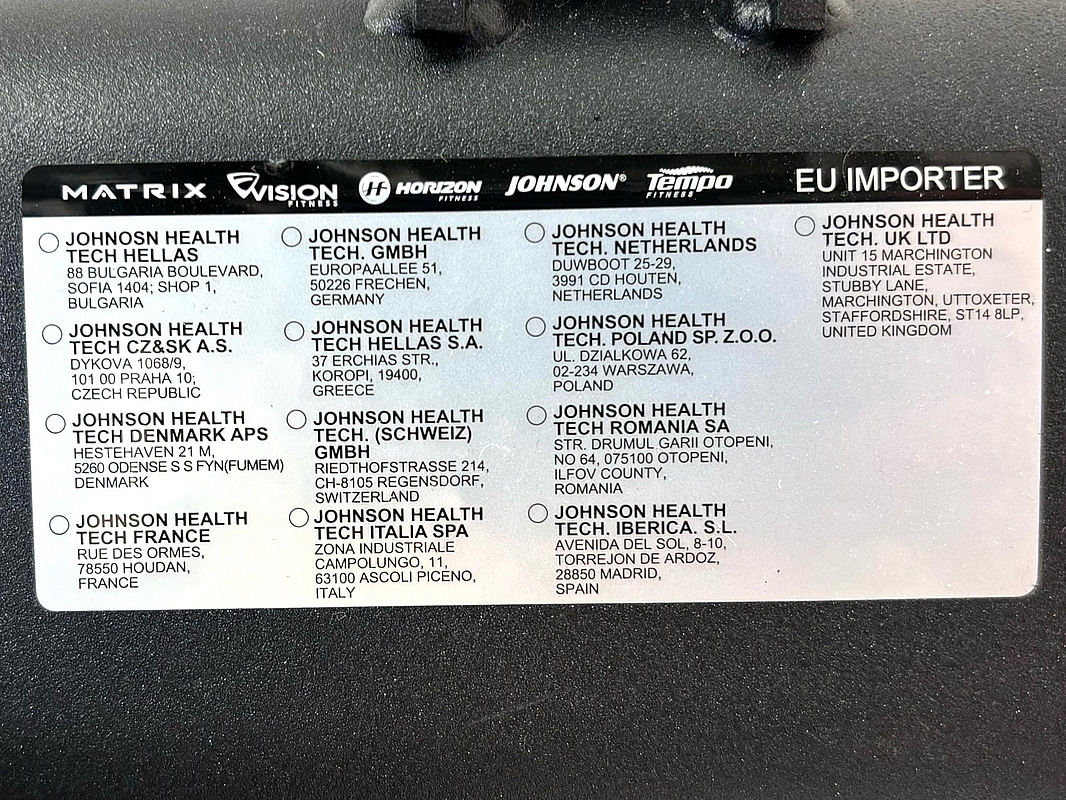 MATRIX VISION FITNESS HORIZON FITNESS JOHNSON® Tempo FITNESS EU IMPORTER
JOHNOSN HEALTH
TECH HELLAS
88 BULGARIA BOULEVARD,
SOFIA 1404; SHOP 1,
BULGARIA
JOHNSON HEALTH
TECH CZ&SK A.S.
DYKOVA 1068/9,
101 00 PRAHA 10;
CZECH REPUBLIC
JOHNSON HEALTH
TECH DENMARK APS
HESTEHAVEN 21 M,
5260 ODENSE S S FYN(FUMEM)
DENMARK
JOHNSON HEALTH
TECH FRANCE
RUE DES ORMES,
78550 HOUDAN,
FRANCE
JOHNSON HEALTH
TECH. GMBH
EUROPAALLEE 51,
50226 FRECHEN,
GERMANY
JOHNSON HEALTH
TECH HELLAS S.A.
37 ERCHIAS STR.,
KOROPI, 19400,
GREECE
JOHNSON HEALTH
TECH. (SCHWEIZ)
GMBH
RIEDTHOFSTRASSE 214,
CH-8105 REGENSDORF,
SWITZERLAND
JOHNSON HEALTH
TECH ITALIA SPA
ZONA INDUSTRIALE
CAMPOLUNGO, 11,
63100 ASCOLI PICENO,
ITALY
JOHNSON HEALTH
TECH. NETHERLANDS
DUWBOOT 25-29,
3991 CD HOUTEN,
NETHERLANDS
JOHNSON HEALTH
TECH. POLAND SP. Z.O.O.
UL. DZIALKOWA 62,
02-234 WARSZAWA,
POLAND
JOHNSON HEALTH
TECH ROMANIA SA
STR. DRUMUL GARII OTOPENI,
NO 64, 075100 OTOPENI,
ILFOV COUNTY,
ROMANIA
JOHNSON HEALTH
TECH. IBERICA. S.L.
AVENIDA DEL SOL, 8-10,
TORREJON DE ARDOZ,
28850 MADRID,
SPAIN
JOHNSON HEALTH
TECH. UK LTD
UNIT 15 MARCHINGTON
INDUSTRIAL ESTATE,
STUBBY LANE,
MARCHINGTON, UTTOXETER,
STAFFORDSHIRE, ST14 8LP,
UNITED KINGDOM